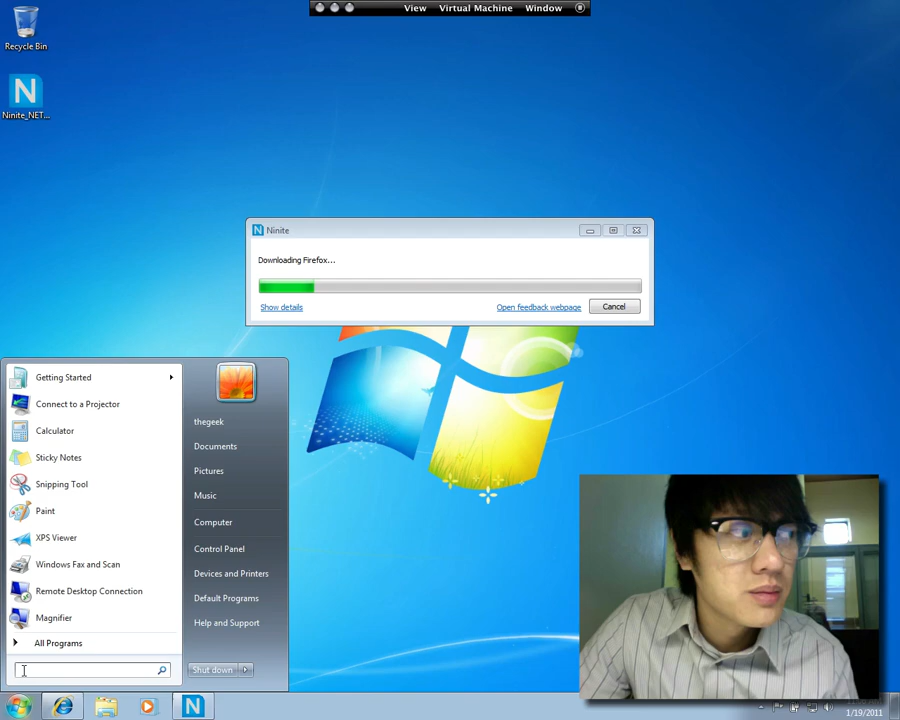 View Virtual Machine Window
Recycle Bin
N
Ninite_NET...
N Ninite
Downloading Firefox...
Show details
Open feedback webpage
Cancel
Getting Started
Connect to a Projector
Calculator
Sticky Notes
Snipping Tool
Paint
XPS Viewer
Windows Fax and Scan
Remote Desktop Connection
Magnifier
All Programs
thegeek
Documents
Pictures
Music
Computer
Control Panel
Devices and Printers
Default Programs
Help and Support
Shut down
N
1/19/2011